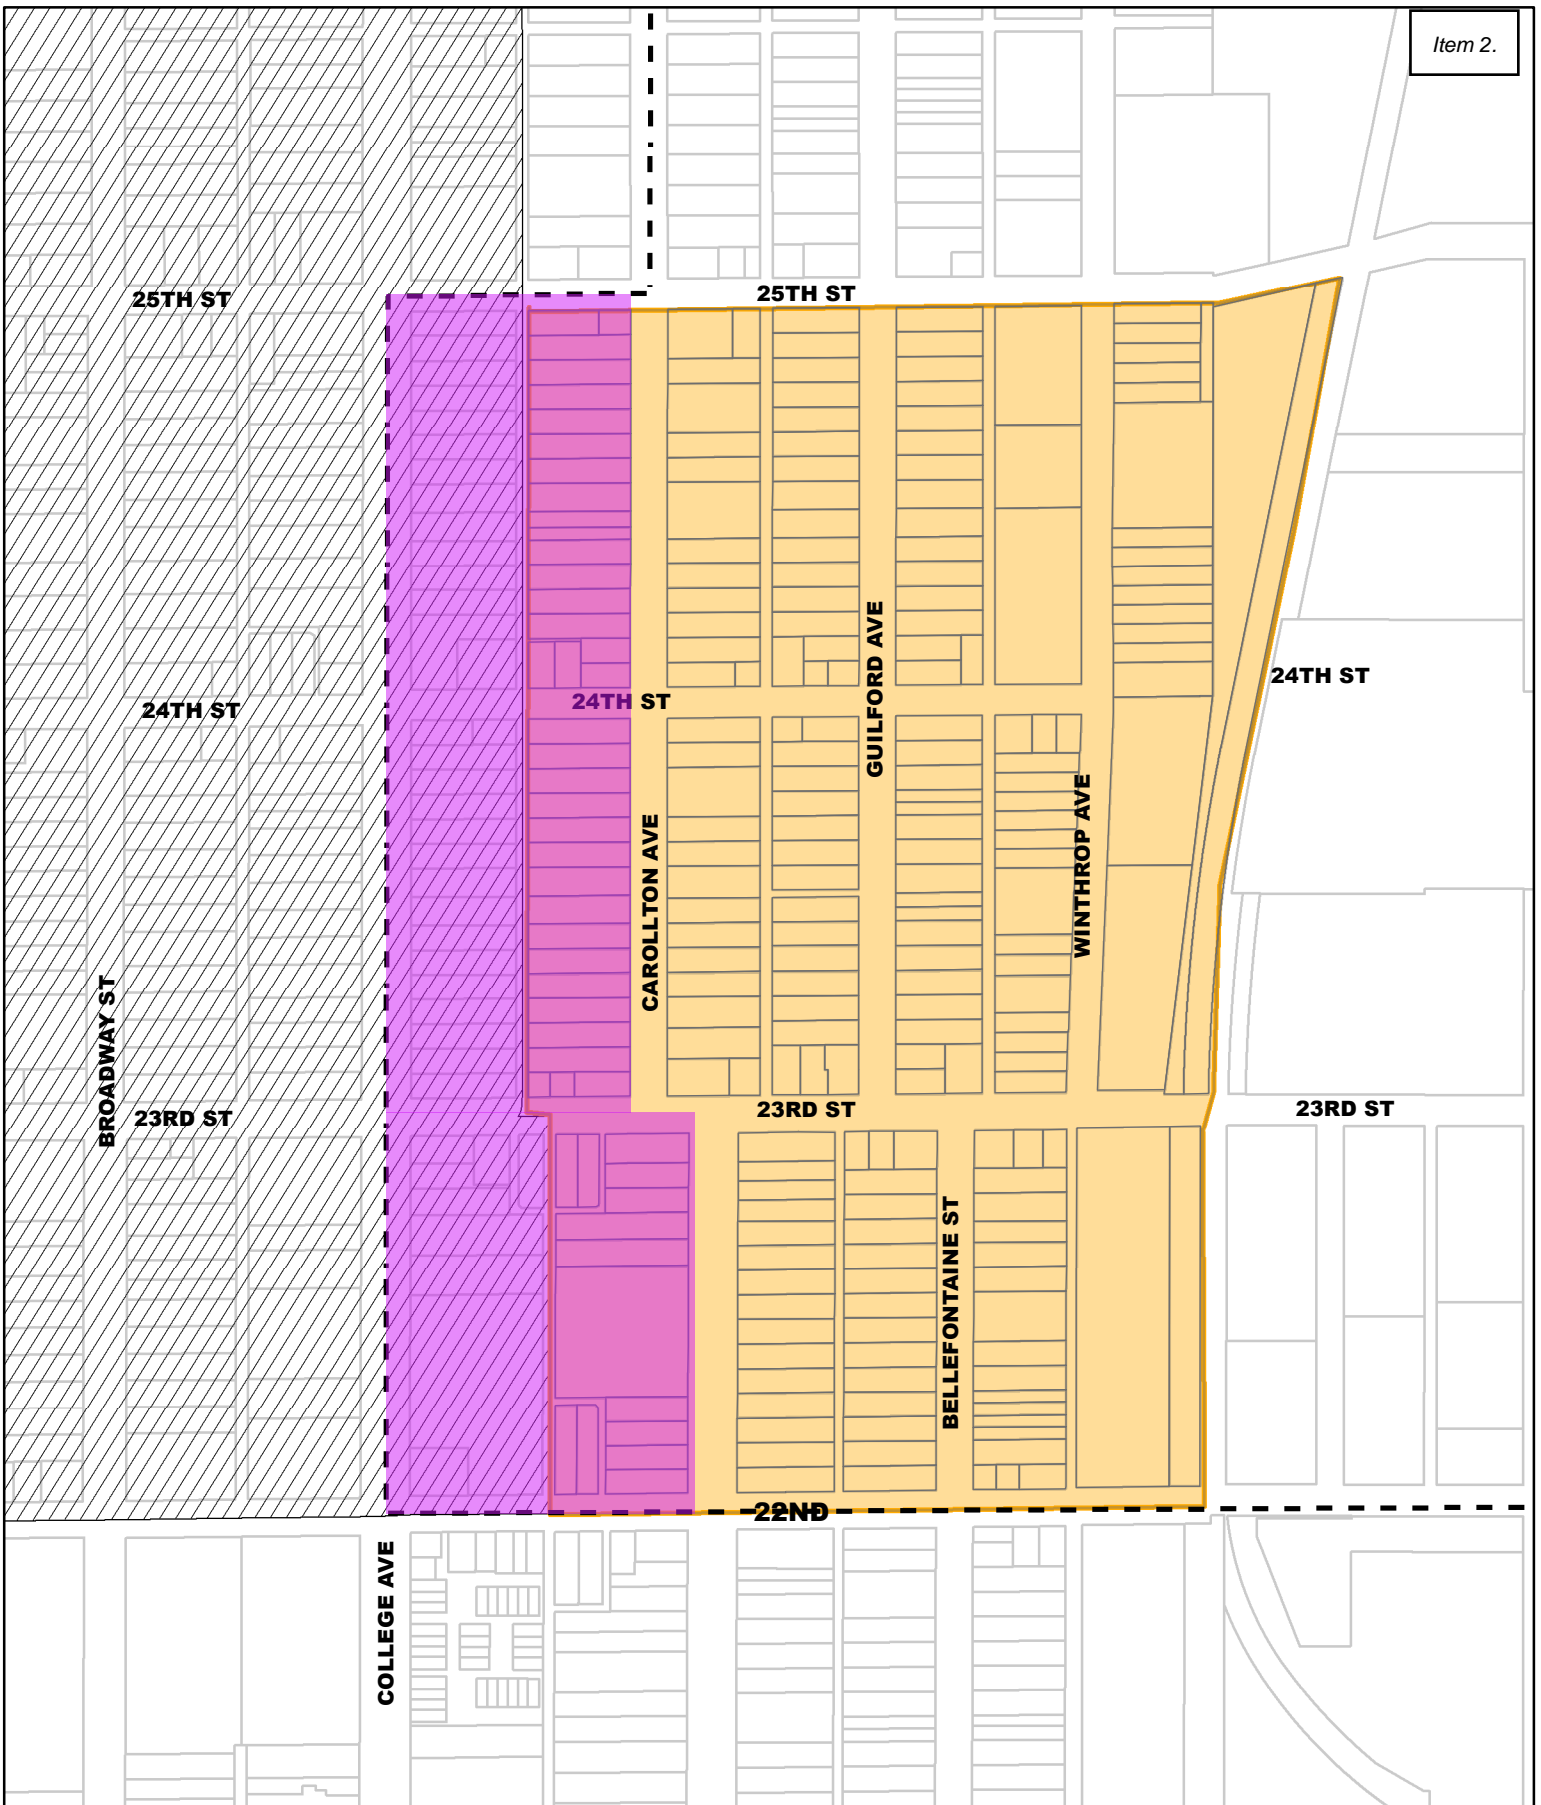 Item 2.
25TH ST
25TH ST
24TH ST
24TH ST
24TH ST
GUILFORD AVE
WINTHROP AVE
CAROLLTON AVE
BROADWAY ST
23RD ST
23RD ST
23RD ST
BELLEFONTAINE ST
22ND
COLLEGE AVE